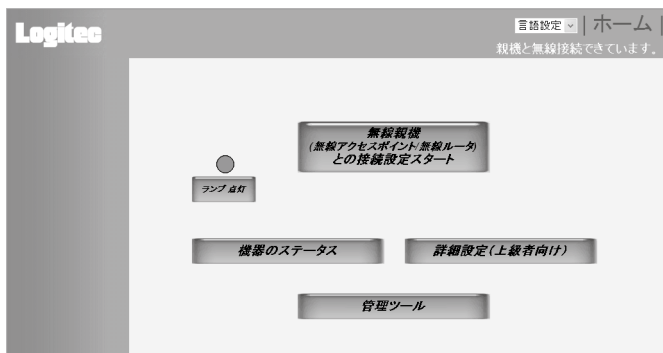 Logitec
言語設定 | ホーム |
親機と無線接続できています。
無線親機
(無線アクセスポイント/無線ルータ)
との接続設定スタート
ランプ 点灯
機器のステータス
詳細設定(上級者向け)
管理ツール